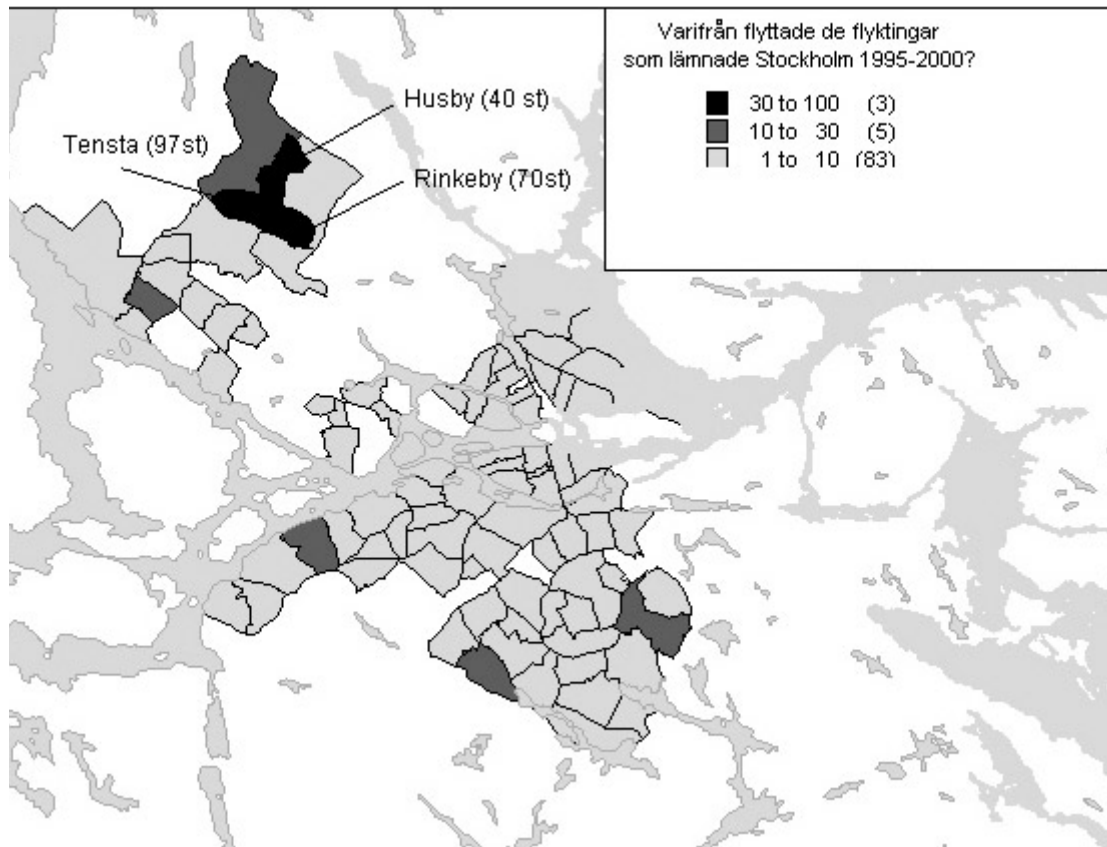 Varifrån flyttade de flyktingar
som lämnade Stockholm 1995-2000?
30 to 100 (3)
10 to 30 (5)
1 to 10 (83)
Husby (40 st)
Tensta (97st)
Rinkeby (70st)